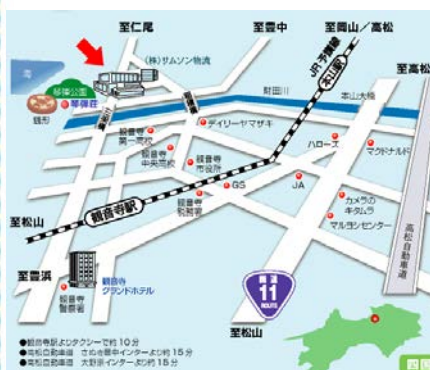 至仁尾
至豊中
至岡山／高松
至高松
(株)サムソン物流
JR予讃線
本山駅
海
琴弾公園
琴弾荘
銭形
三架橋
財田川
本山大橋
デイリーヤマザキ
観音寺
第一高校
観音寺
中央高校
観音寺
市役所
ハローズ
マクドナルド
GS
JA
観音寺
税務署
カメラの
キタムラ
マルヨシセンター
至松山
観音寺駅
高松自動車道
至豊浜
観音寺
グランドホテル
観音寺
警察署
国道
11
ROUTE
至松山
●観音寺駅よりタクシーで約10分
●高松自動車道 さぬき豊中インターより約15分
●高松自動車道 大野原インターより約15分
四国